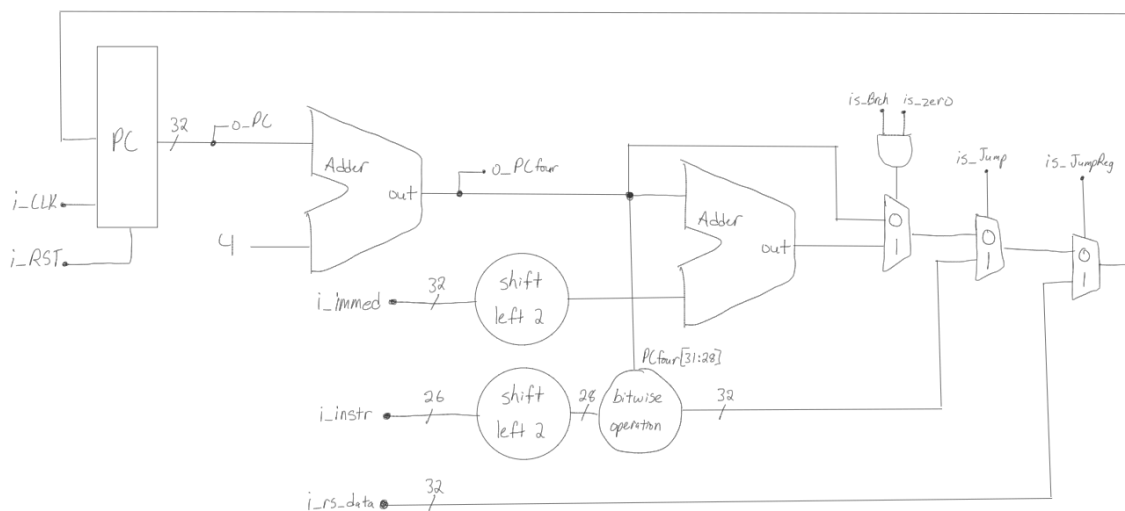 PC
32
o_PC
i_CLK
i_RST
4
Adder
out
o_PCfour
i_immed
32
shift
left 2
Adder
out
is_Brch
is_zero
0
1
is_Jump
0
1
is_JumpReg
0
1
PCfour[31:28]
i_instr
26
shift
left 2
28
bitwise
operation
32
i_rs_data
32